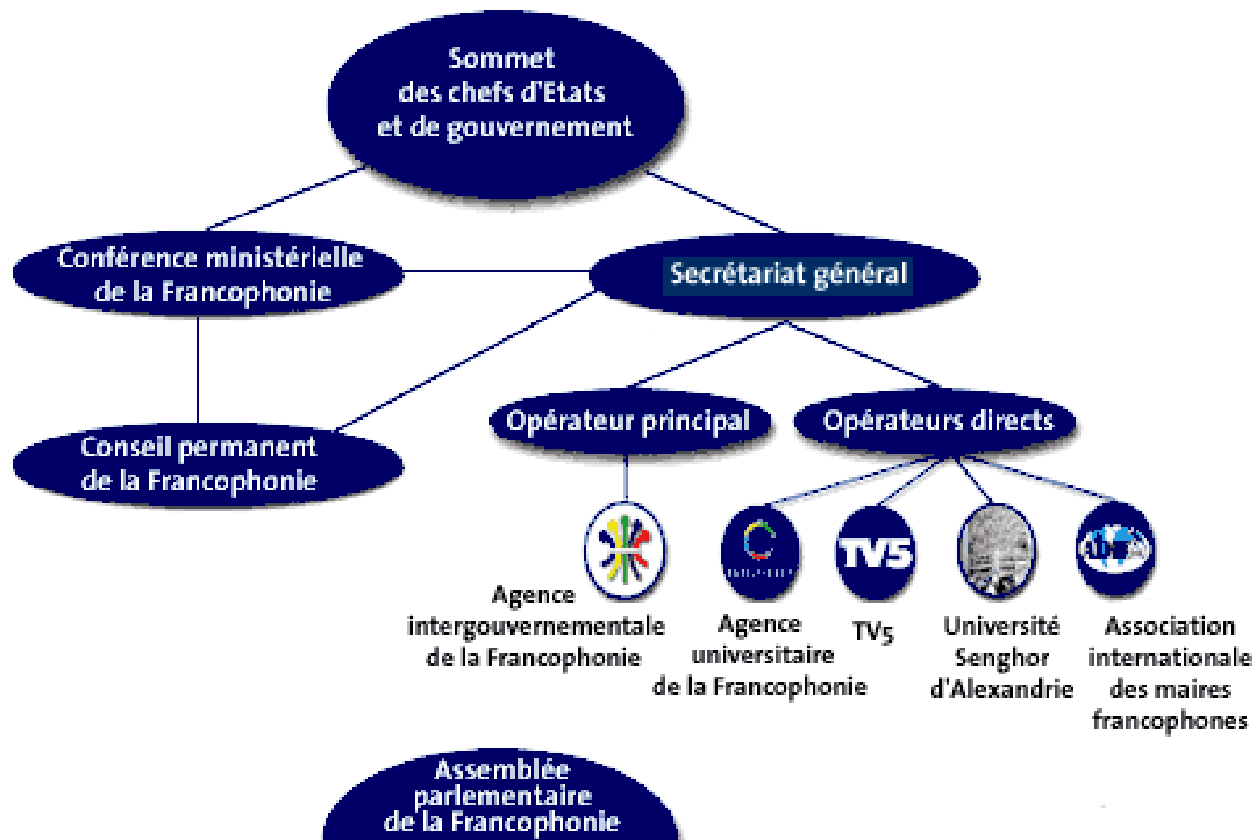 Sommet
des chefs d'Etats
et de gouvernement
Conférence ministérielle
de la Francophonie
Secrétariat général
Conseil permanent
de la Francophonie
Opérateur principal
Opérateurs directs
TV5
Agence
intergouvernementale
de la Francophonie
Agence
universitaire
de la Francophonie
TV5
Université
Senghor
d'Alexandrie
Association
internationale
des maires
francophones
Assemblée
parlementaire
de la Francophonie